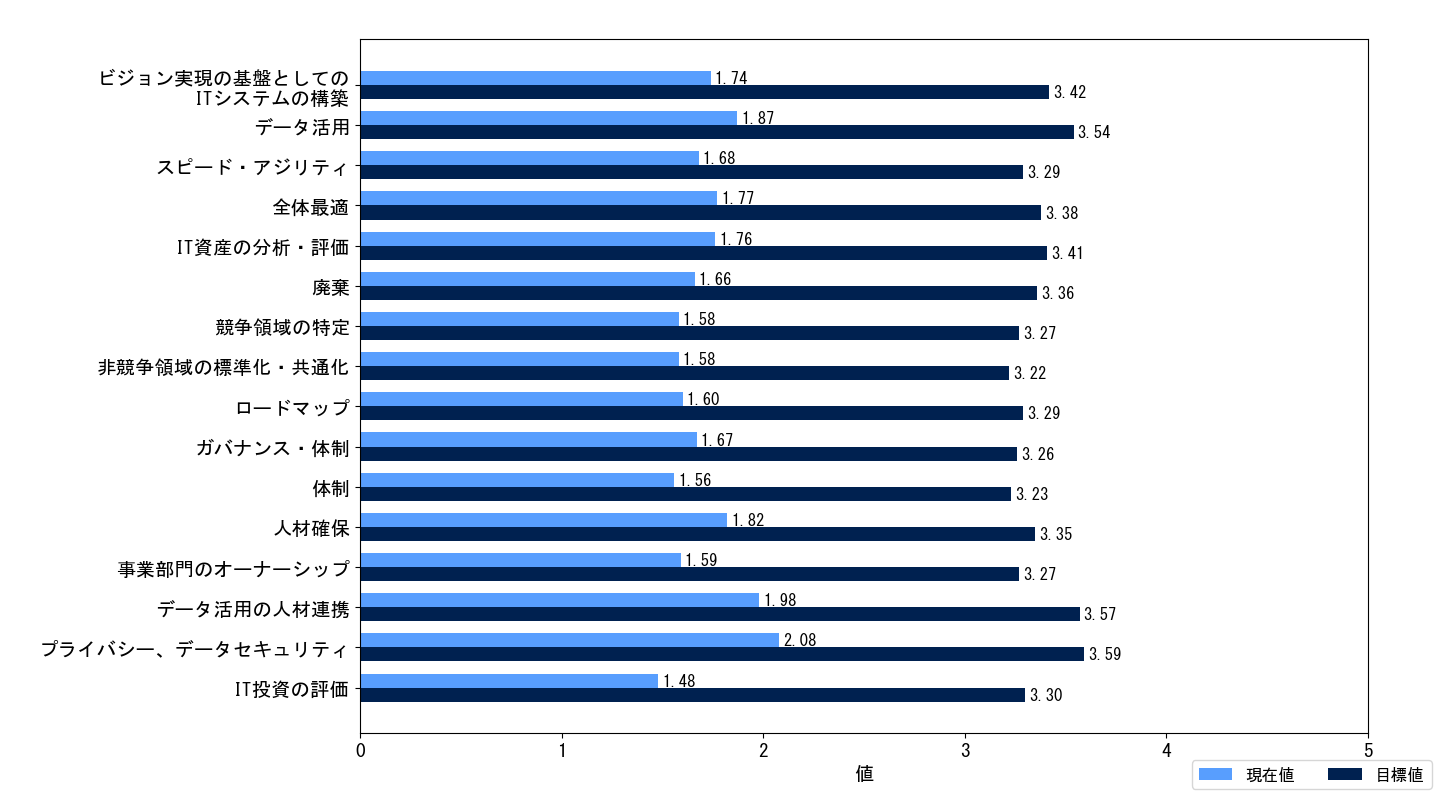 ビジョン実現の基盤としての
ITシステムの構築
1.74
3.42
データ活用
1.87
3.54
スピード・アジリティ
1.68
3.29
全体最適
1.77
3.38
IT資産の分析・評価
1.76
3.41
廃棄
1.66
3.36
競争領域の特定
1.58
3.27
非競争領域の標準化・共通化
1.58
3.22
ロードマップ
1.60
3.29
ガバナンス・体制
1.67
3.26
体制
1.56
3.23
人材確保
1.82
3.35
事業部門のオーナーシップ
1.59
3.27
データ活用の人材連携
1.98
3.57
プライバシー、データセキュリティ
2.08
3.59
IT投資の評価
1.48
3.30
0 1 2 3 4 5
値
現在値 目標値